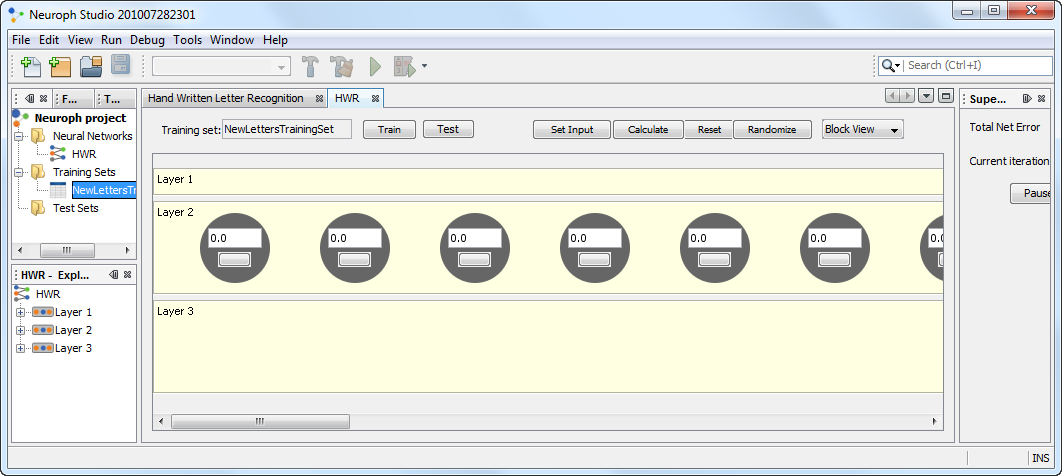 Neuroph Studio 201007282301
File Edit View Run Debug Tools Window Help
Search (Ctrl+I)
F... T...
Neuroph project
Neural Networks
HWR
Training Sets
NewLettersTr
Test Sets
HWR - Expl...
HWR
Layer 1
Layer 2
Layer 3
Hand Written Letter Recognition HWR
Training set: NewLettersTrainingSet Train Test Set Input Calculate Reset Randomize Block View
Layer 1
Layer 2
0.0 0.0 0.0 0.0 0.0 0.0 0.
Layer 3
Supe...
Total Net Error
Current iteration
Pause
INS